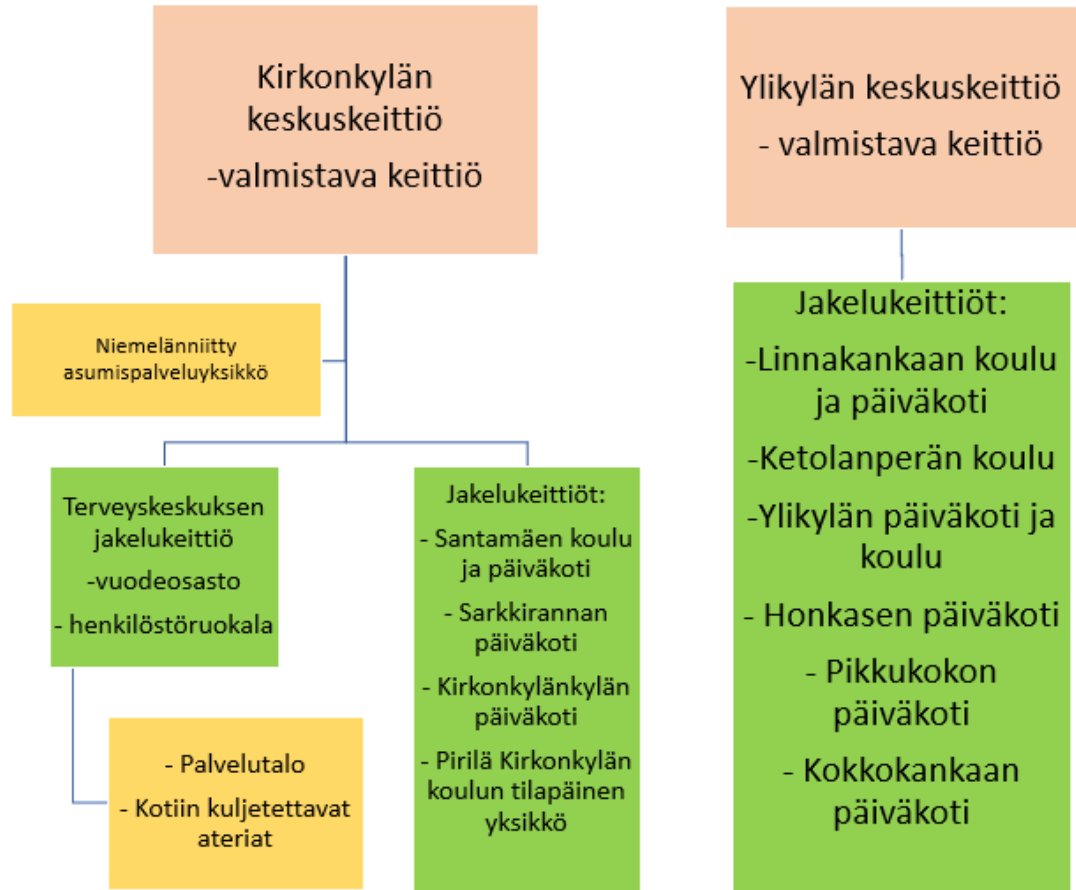 Kirkonkylän
keskuskeittiö
-valmistava keittiö
Niemelänniitty
asumispalveluyksikkö
Terveyskeskuksen
jakelukeittiö
-vuodeosasto
- henkilöstöruokala
- Palvelutalo
- Kotiin kuljetettavat
ateriat
Jakelukeittiöt:
- Santamäen koulu
ja päiväkoti
- Sarkkirannan
päiväkoti
- Kirkonkylänkylän
päiväkoti
- Pirilä Kirkonkylän
koulun tilapäinen
yksikkö
Ylikylän keskuskeittiö
- valmistava keittiö
Jakelukeittiöt:
-Linnakankaan koulu
ja päiväkoti
-Ketolanperän koulu
-Ylikylän päiväkoti ja
koulu
- Honkasen päiväkoti
- Pikkukokon
päiväkoti
- Kokkokankaan
päiväkoti